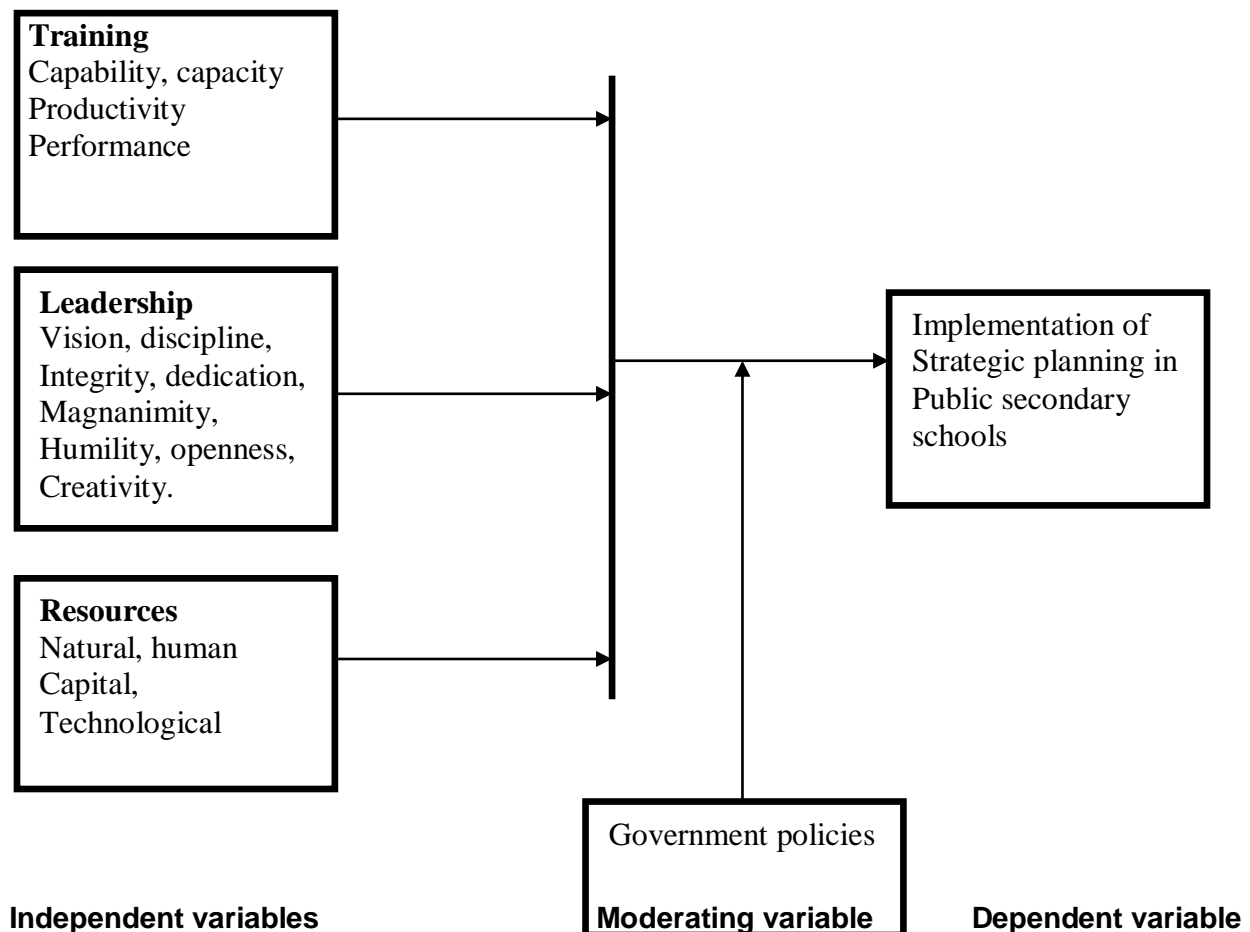 Training
Capability, capacity
Productivity
Performance
Leadership
Vision, discipline,
Integrity, dedication,
Magnanimity,
Humility, openness,
Creativity.
Resources
Natural, human
Capital,
Technological
Implementation of
Strategic planning in
Public secondary
schools
Government policies
Independent variables
Moderating variable
Dependent variable